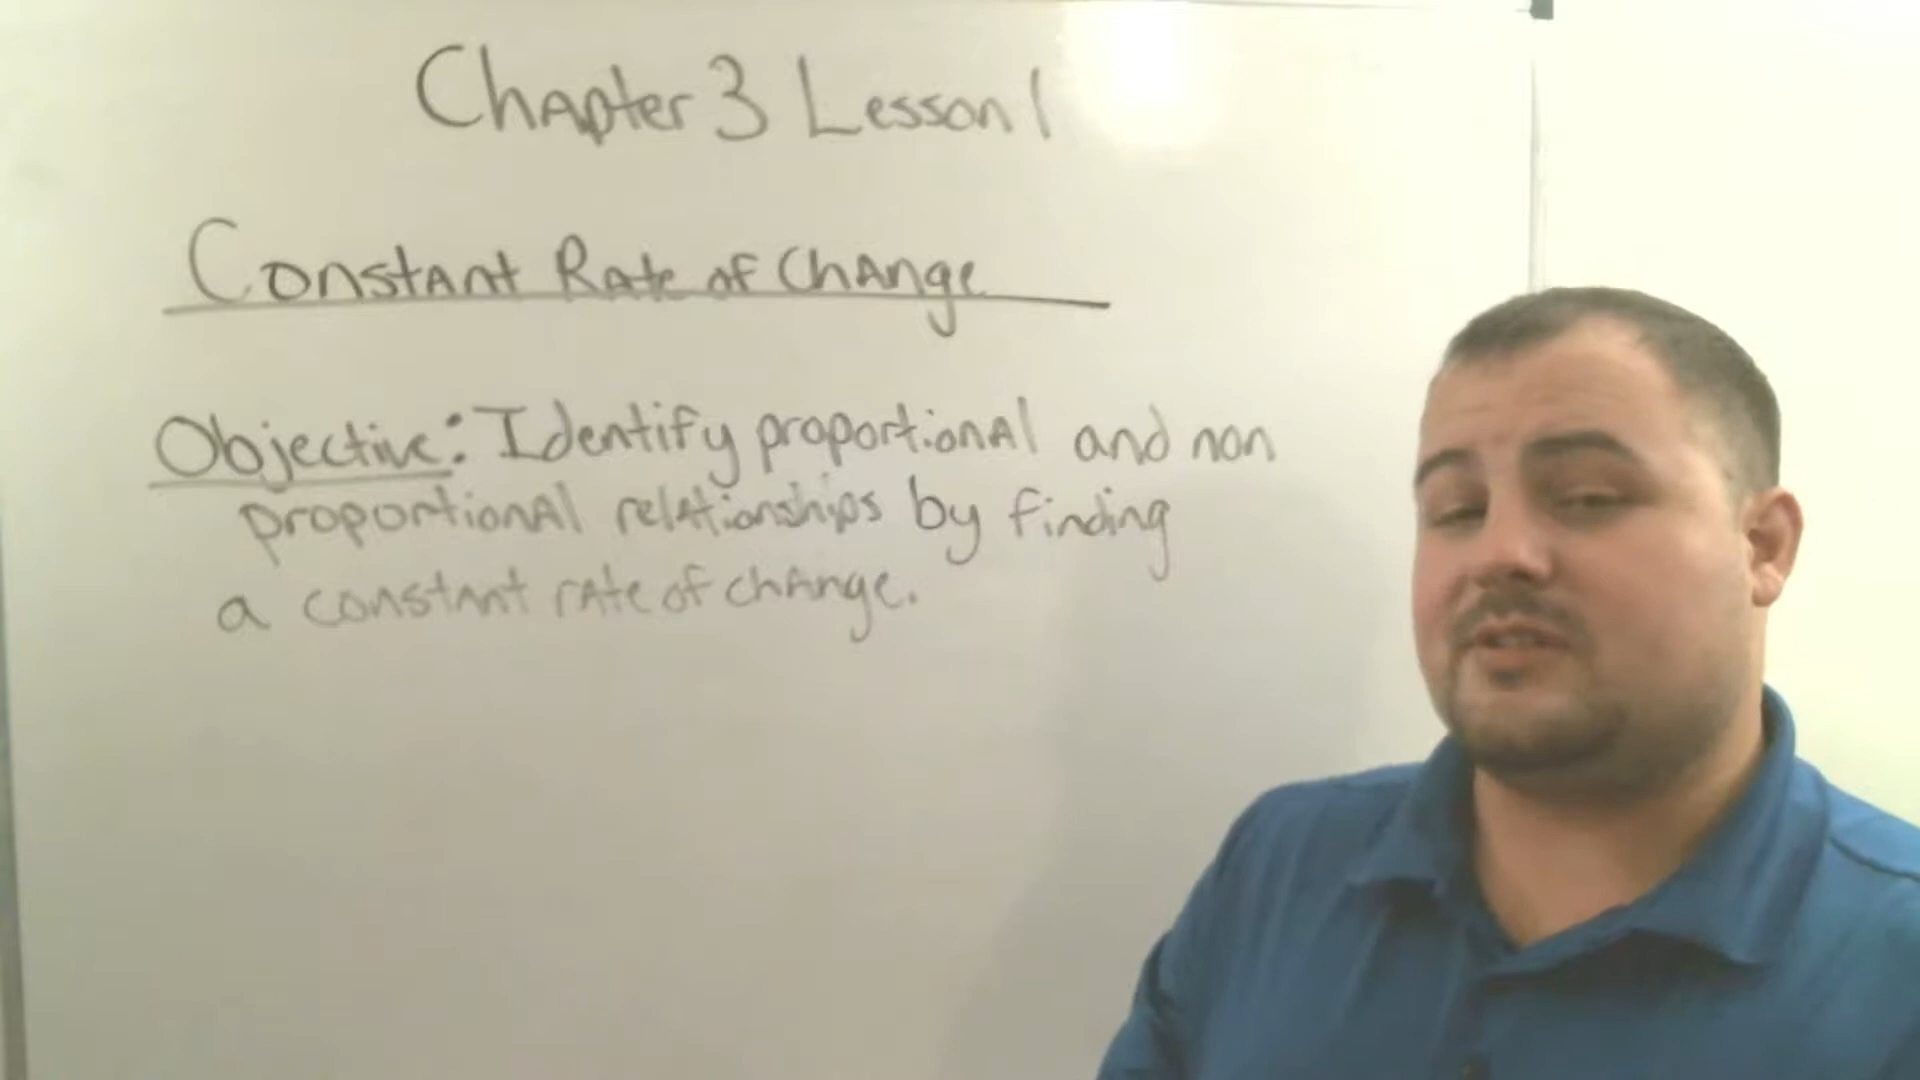 Chapter 3 Lesson 1
Constant Rate of Change
Objective: Identify proportional and non
proportional relationships by finding
a constant rate of change.